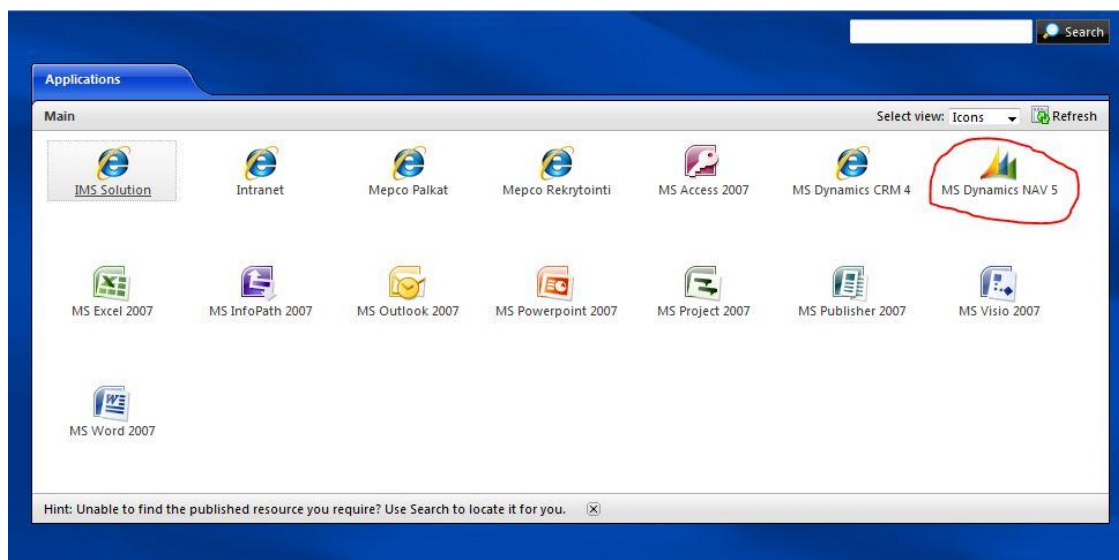 Search
Applications
Main Select view: Icons Refresh
IMS Solution Intranet Mepco Palkat Mepco Rekrytointi MS Access 2007 MS Dynamics CRM 4 MS Dynamics NAV 5
MS Excel 2007 MS InfoPath 2007 MS Outlook 2007 MS Powerpoint 2007 MS Project 2007 MS Publisher 2007 MS Visio 2007
MS Word 2007
Hint: Unable to find the published resource you require? Use Search to locate it for you.